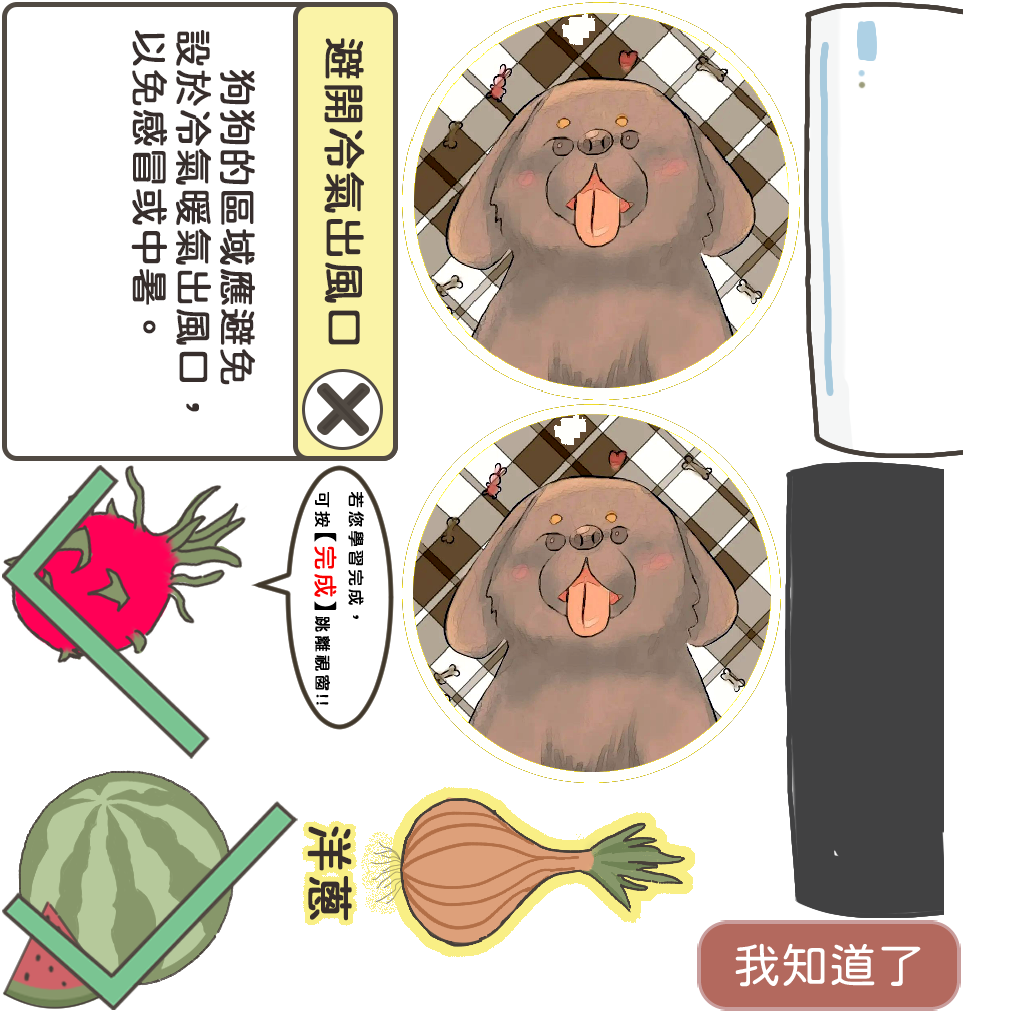 避開冷氣出風口
狗狗的區域應避免
設於冷氣暖氣出風口，
以免感冒或中暑。
若您學習完成，
可按【完成】跳離視窗!!
洋蔥
我知道了